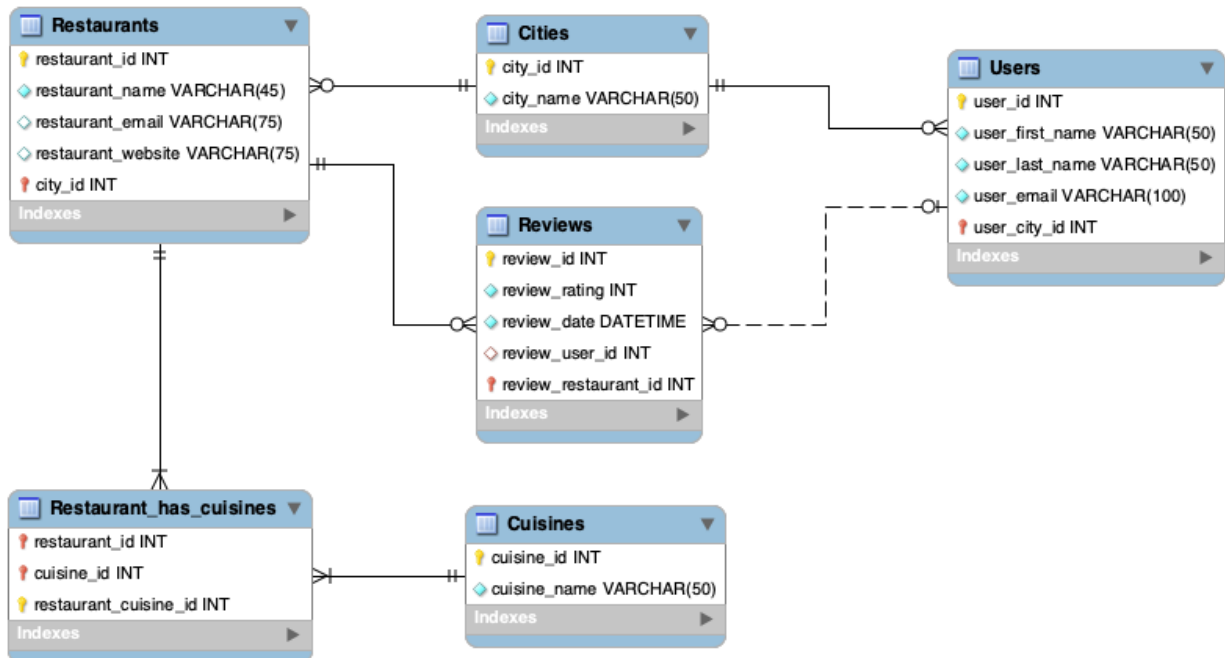 Restaurants
restaurant_id INT
restaurant_name VARCHAR(45)
restaurant_email VARCHAR(75)
restaurant_website VARCHAR(75)
city_id INT
Indexes
Cities
city_id INT
city_name VARCHAR(50)
Indexes
Users
user_id INT
user_first_name VARCHAR(50)
user_last_name VARCHAR(50)
user_email VARCHAR(100)
user_city_id INT
Indexes
Reviews
review_id INT
review_rating INT
review_date DATETIME
review_user_id INT
review_restaurant_id INT
Indexes
Restaurant_has_cuisines
restaurant_id INT
cuisine_id INT
restaurant_cuisine_id INT
Indexes
Cuisines
cuisine_id INT
cuisine_name VARCHAR(50)
Indexes